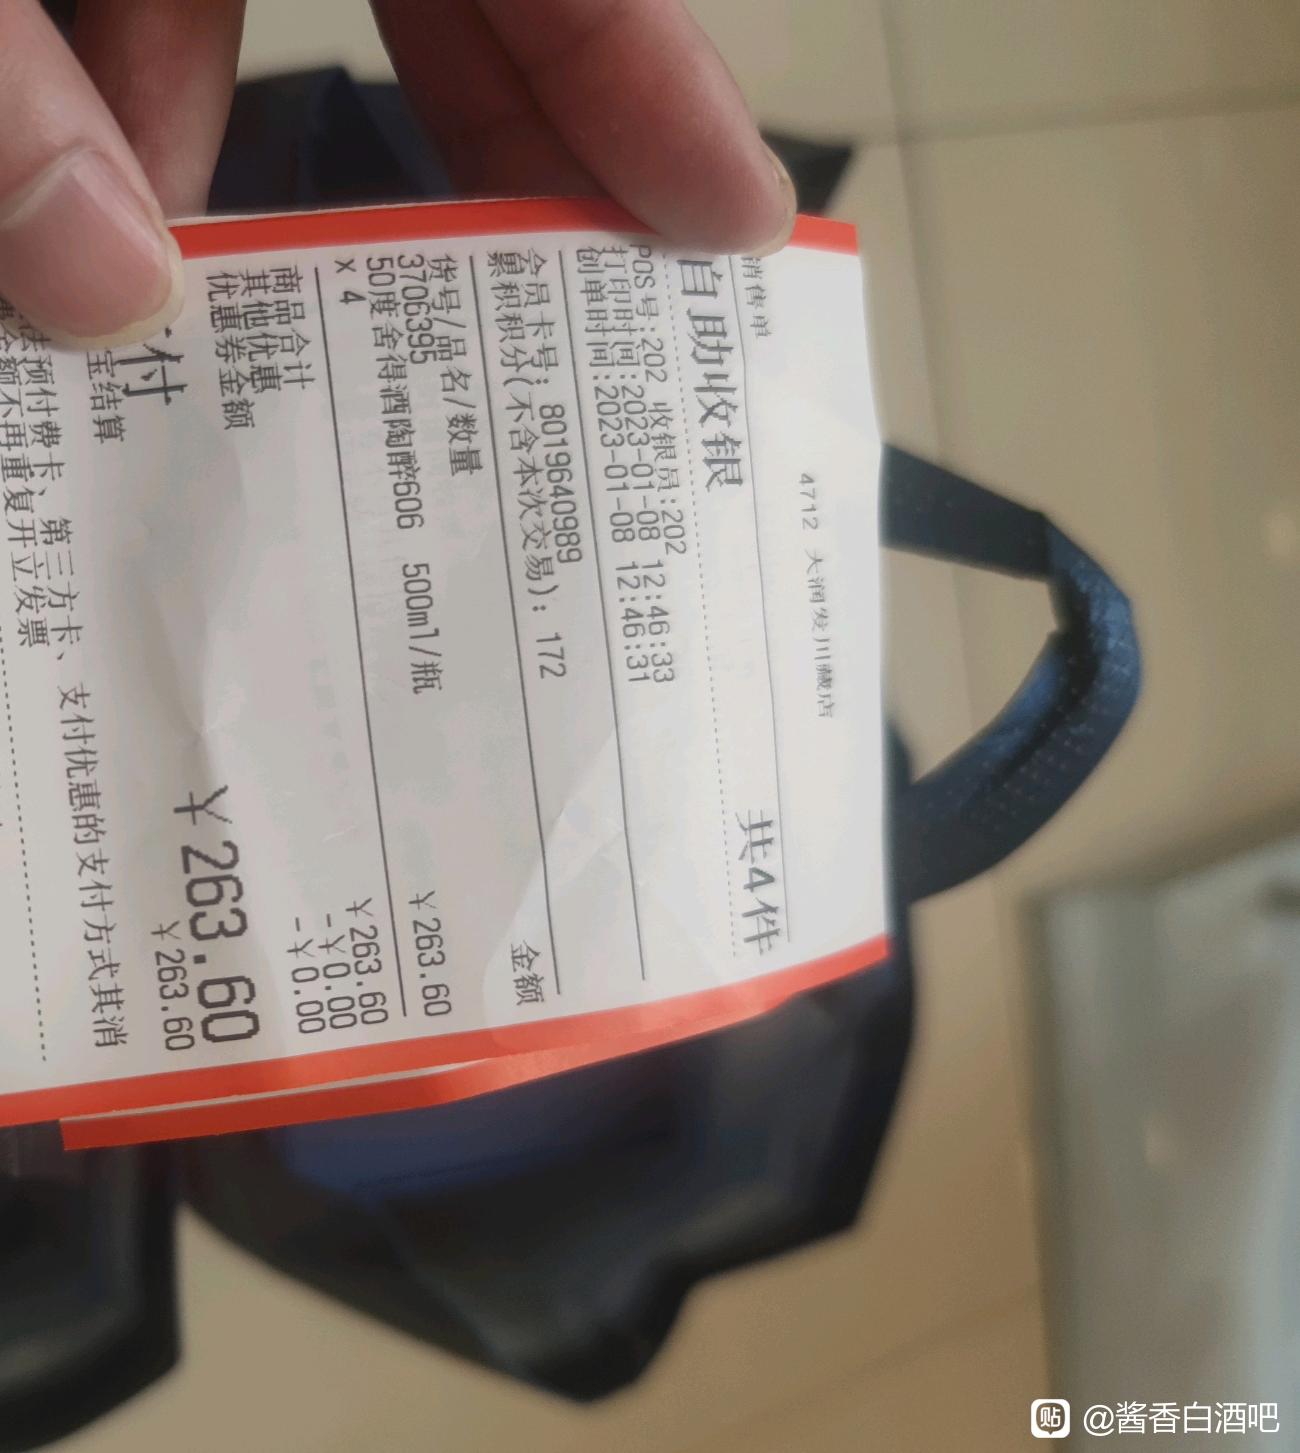 4712 大润发川藏店
销售单
自助收银 共4件
POS号:202 收银员:202
打印时间:2023-01-08 12:46:33
创单时间:2023-01-08 12:46:31
会员卡号: 8019640989
累积积分(不含本次交易): 172
货号/品名/数量 金额
3706395
50度舍得酒陶醉606 500ml/瓶 ￥263.60
x 4
商品合计 ￥263.60
其他优惠 -￥0.00
优惠券金额 -￥0.00
付 ￥263.60
宝结算 ￥263.60
预付费卡、第三方卡、支付优惠的支付方式其消
额不再重复开立发票
贴 @酱香白酒吧